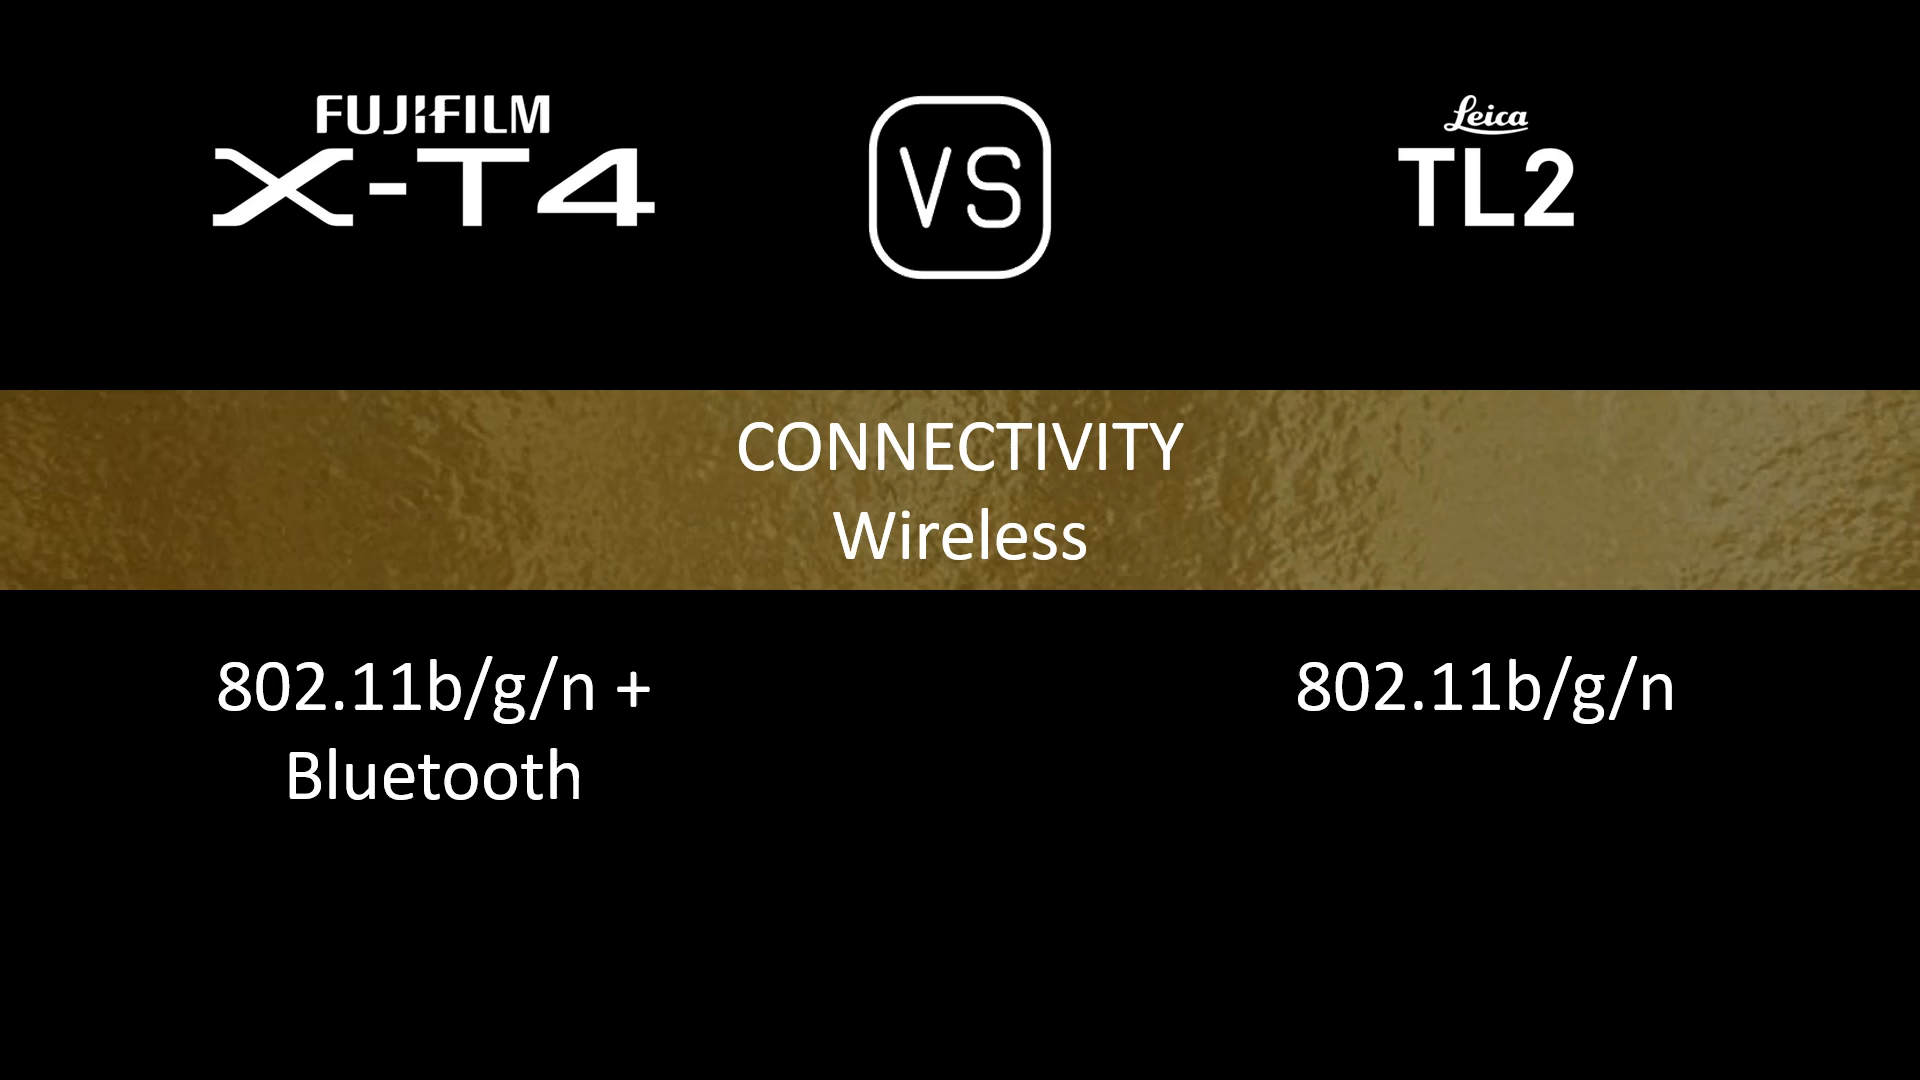 FUJIFILM
X-T4
VS
Leica
TL2
CONNECTIVITY
Wireless
802.11b/g/n +
Bluetooth
802.11b/g/n